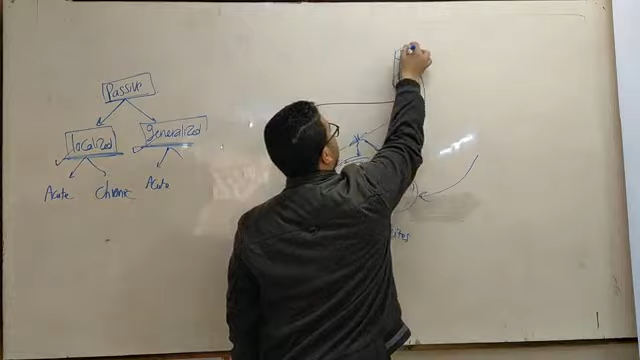 Passive
localized
generalized
Acute
Chronic
Acute